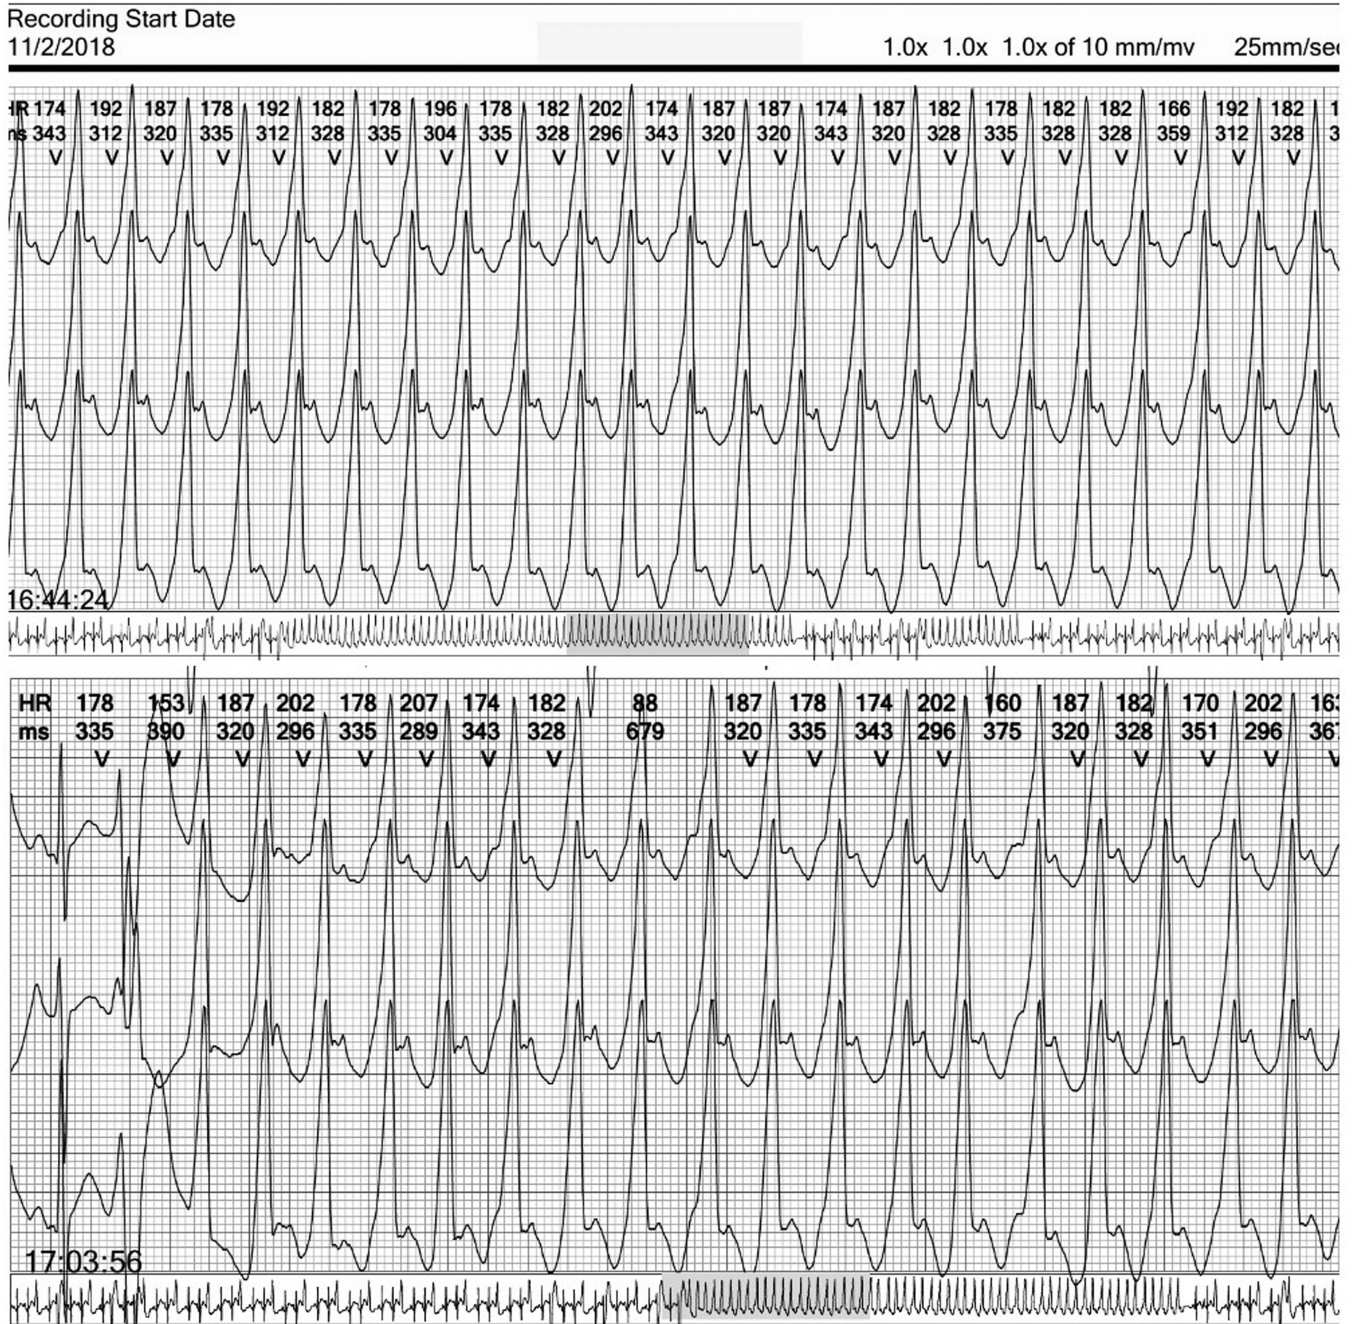 Recording Start Date
11/2/2018 1.0x 1.0x 1.0x of 10 mm/mv 25mm/sec
HR 174 192 187 178 192 182 178 196 178 182 202 174 187 187 174 187 182 178 182 182 166 192 182 1
ms 343 312 320 335 312 328 335 304 335 328 296 343 320 320 343 320 328 335 328 328 359 312 328 3
V V V V V V V V V V V V V V V V V V V V V V V
16:44:24
HR 178 153 187 202 178 207 174 182 88 187 178 174 202 160 187 182 170 202 163
ms 335 390 320 296 335 289 343 328 679 320 335 343 296 375 320 328 351 296 367
V V V V V V V V V V V V V V V V V
17:03:56